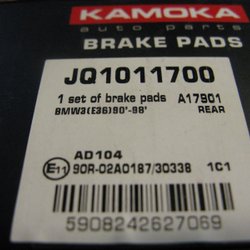 KAMOKA
auto parts
BRAKE PADS
JQ1011700
1 set of brake pads A17901
BMW3(E36)90'-98' REAR
AD104
E11 90R-02A0187/30338 1C1
5908242627069